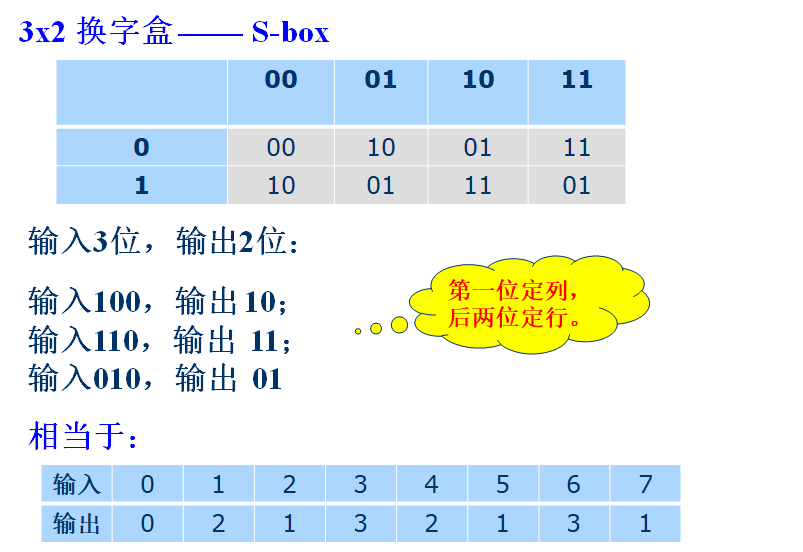 3x2 换字盒—— S-box
00 01 10 11
0 00 10 01 11
1 10 01 11 01
输入3位，输出2位：
输入100，输出10；
输入110，输出 11；
输入010，输出 01
第一位定列，
后两位定行。
相当于：
输入 0 1 2 3 4 5 6 7
输出 0 2 1 3 2 1 3 1